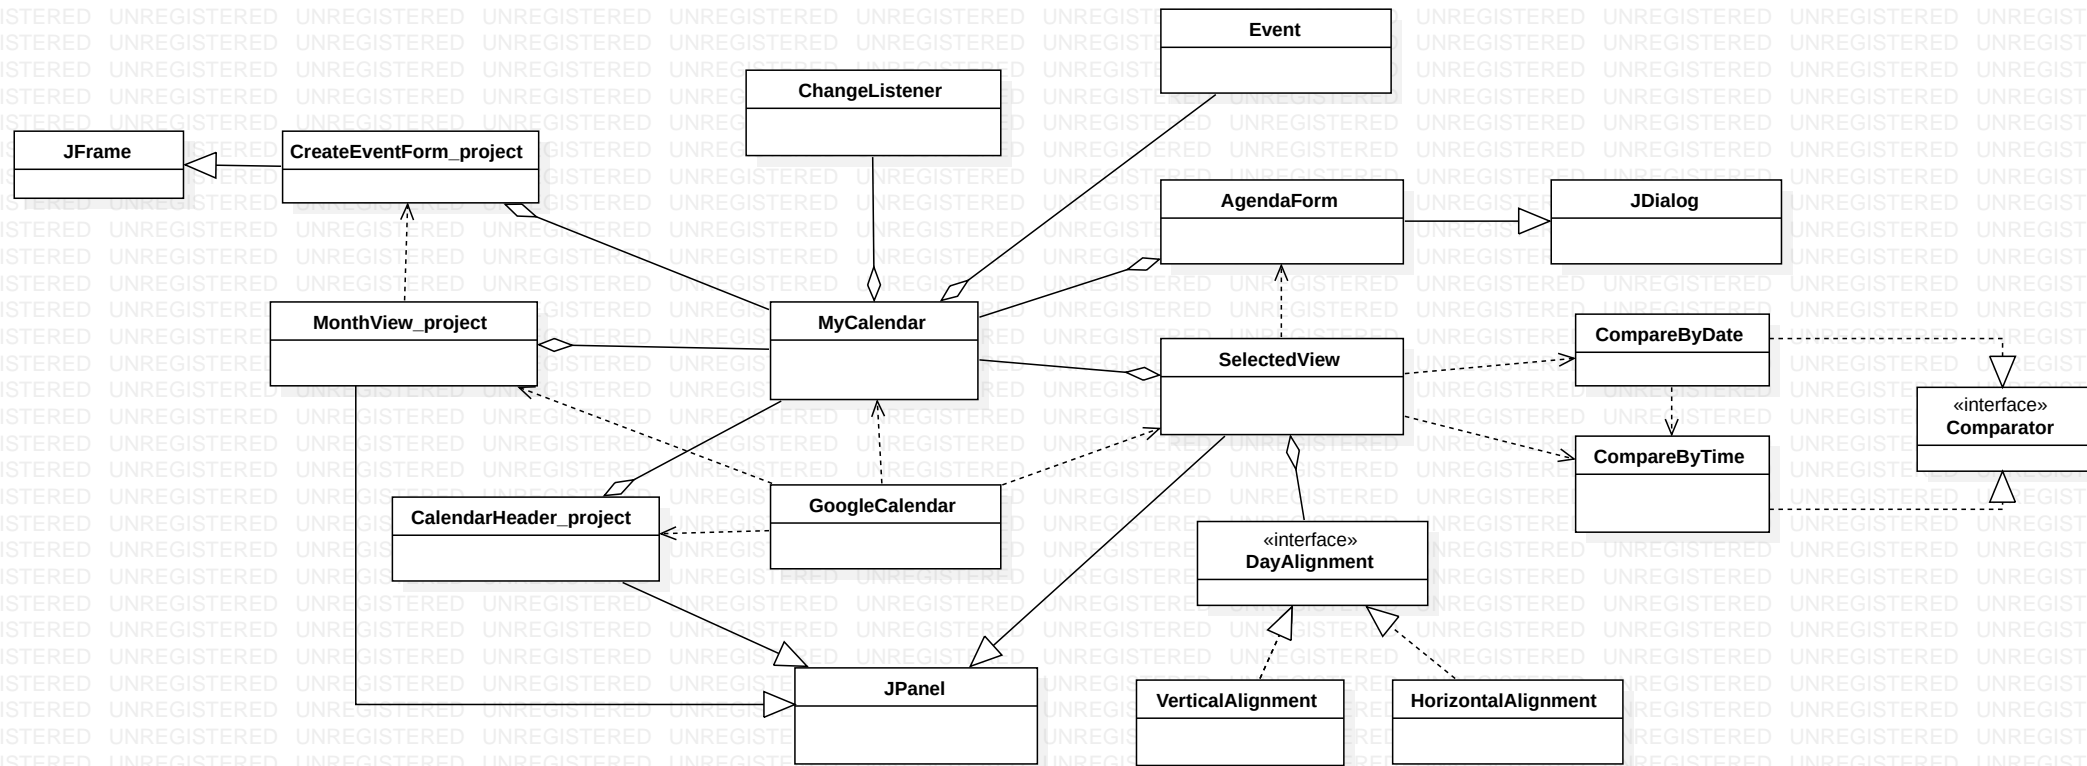 Event
ChangeListener
JFrame
CreateEventForm_project
AgendaForm
JDialog
MonthView_project
MyCalendar
SelectedView
CompareByDate
«interface»
Comparator
CompareByTime
CalendarHeader_project
GoogleCalendar
«interface»
DayAlignment
JPanel
VerticalAlignment
HorizontalAlignment
UNREGISTERED